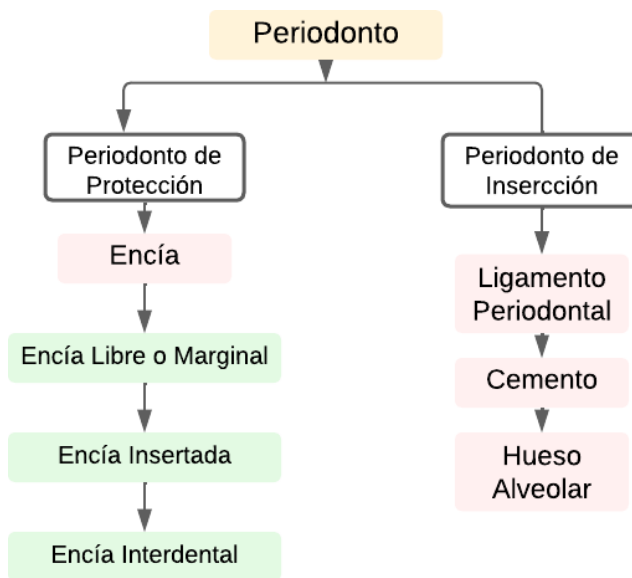 Periodonto
Periodonto de
Protección
Encía
Encía Libre o Marginal
Encía Insertada
Encía Interdental
Periodonto de
Insercción
Ligamento
Periodontal
Cemento
Hueso
Alveolar